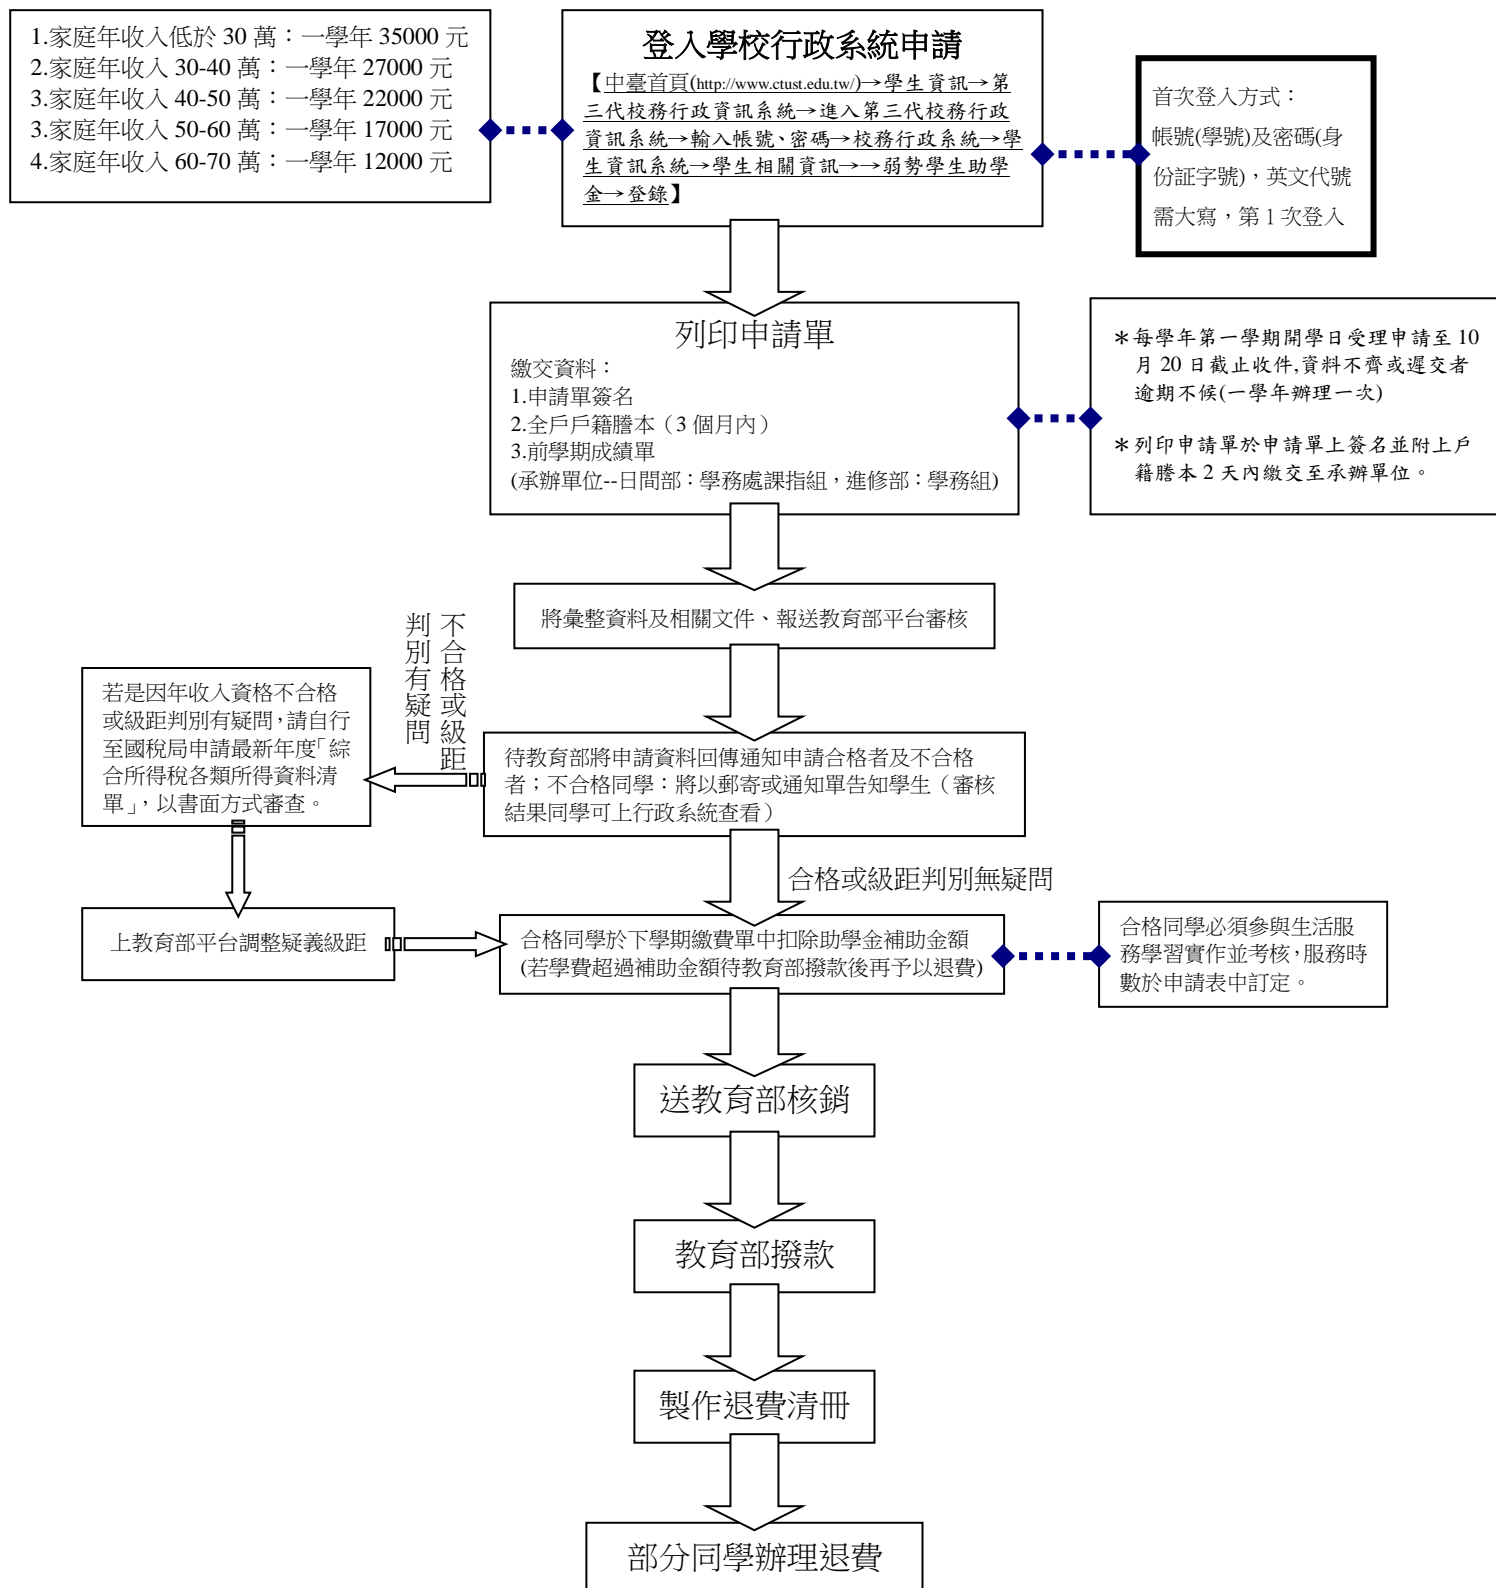 1.家庭年收入低於 30 萬：一學年 35000 元
2.家庭年收入 30-40 萬：一學年 27000 元
3.家庭年收入 40-50 萬：一學年 22000 元
3.家庭年收入 50-60 萬：一學年 17000 元
4.家庭年收入 60-70 萬：一學年 12000 元
登入學校行政系統申請
【中臺首頁(http://www.ctust.edu.tw/)→學生資訊→第
三代校務行政資訊系統→進入第三代校務行政
資訊系統→輸入帳號、密碼→校務行政系統→學
生資訊系統→學生相關資訊→→弱勢學生助學
金→登錄】
首次登入方式：
帳號(學號)及密碼(身
份証字號)，英文代號
需大寫，第 1 次登入
列印申請單
繳交資料：
1.申請單簽名
2.全戶戶籍謄本（3 個月內）
3.前學期成績單
(承辦單位--日間部：學務處課指組，進修部：學務組)
＊每學年第一學期開學日受理申請至 10
月 20 日截止收件,資料不齊或遲交者
逾期不候(一學年辦理一次)
＊列印申請單於申請單上簽名並附上戶
籍謄本 2 天內繳交至承辦單位。
將彙整資料及相關文件、報送教育部平台審核
不合格或級距
判別有疑問
若是因年收入資格不合格
或級距判別有疑問，請自行
至國稅局申請最新年度「綜
合所得稅各類所得資料清
單」，以書面方式審查。
待教育部將申請資料回傳通知申請合格者及不合格
者；不合格同學：將以郵寄或通知單告知學生（審核
結果同學可上行政系統查看）
合格或級距判別無疑問
上教育部平台調整疑義級距
合格同學於下學期繳費單中扣除助學金補助金額
(若學費超過補助金額待教育部撥款後再予以退費)
合格同學必須參與生活服
務學習實作並考核，服務時
數於申請表中訂定。
送教育部核銷
教育部撥款
製作退費清冊
部分同學辦理退費